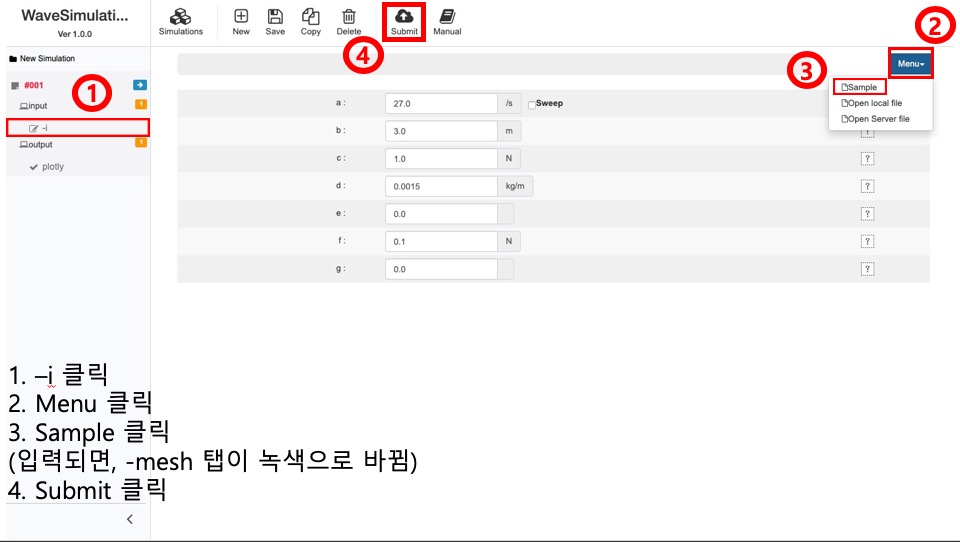 WaveSimulati...
Ver 1.0.0
Simulations
New
Save
Copy
Delete
Submit
Manual
④
②
New Simulation
Menu
#001
①
③
Sample
Open local file
Open Server file
input 1
-i
output 1
plotly
a : 27.0 /s Sweep
b : 3.0 m ?
c : 1.0 N ?
d : 0.0015 kg/m ?
e : 0.0 ?
f : 0.1 N ?
g : 0.0 ?
1. –i 클릭
2. Menu 클릭
3. Sample 클릭
(입력되면, -mesh 탭이 녹색으로 바뀜)
4. Submit 클릭